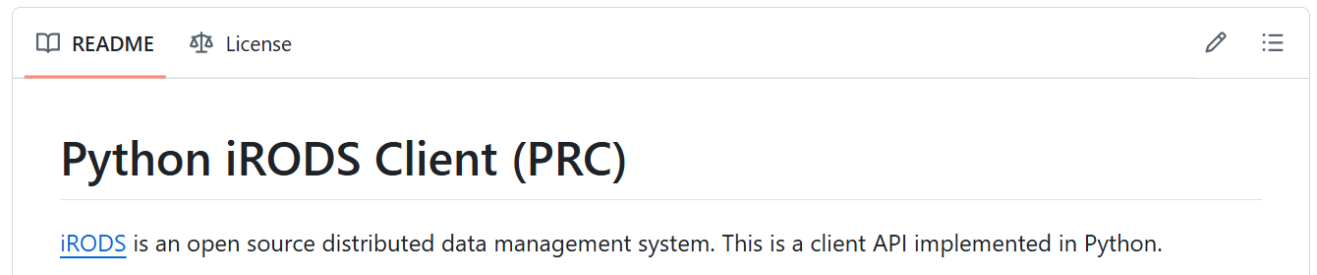 README License
Python iRODS Client (PRC)
iRODS is an open source distributed data management system. This is a client API implemented in Python.